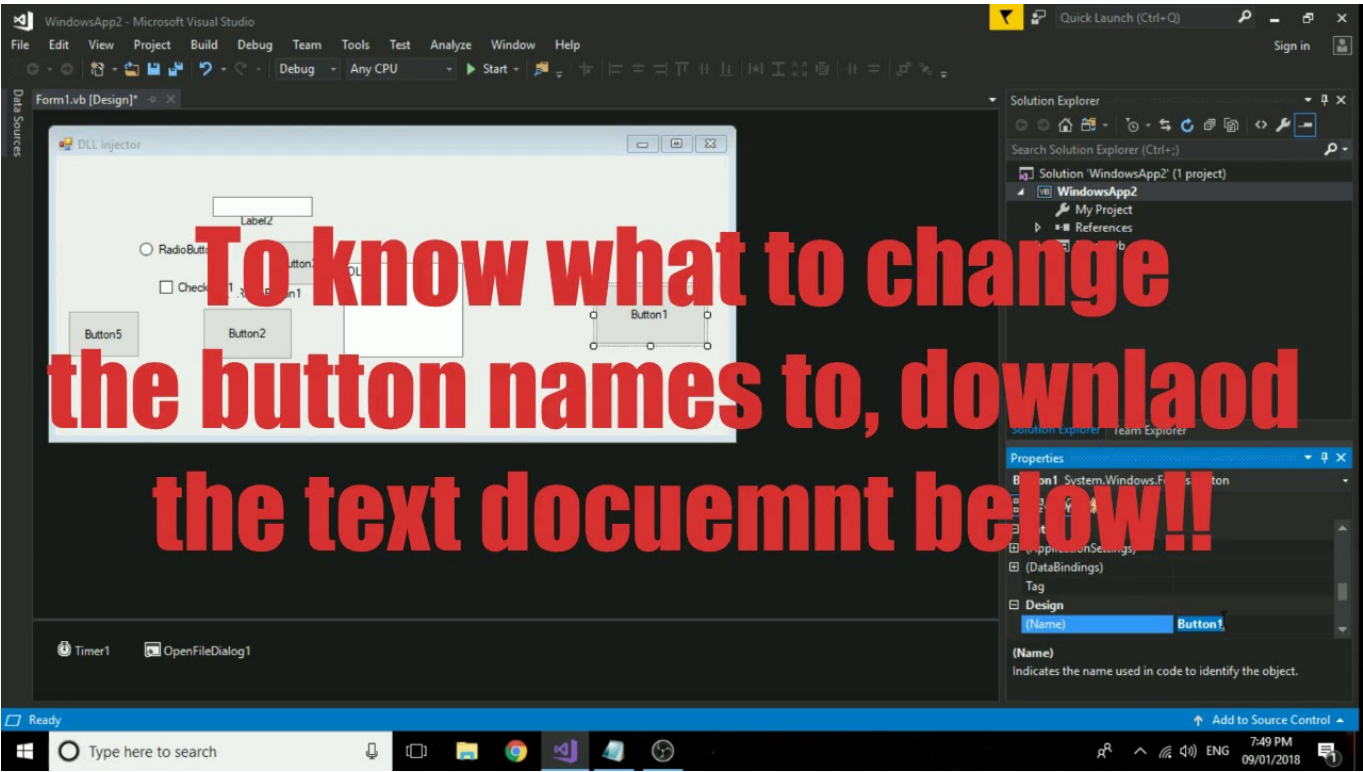 WindowsApp2 - Microsoft Visual Studio
Quick Launch (Ctrl+Q)
File Edit View Project Build Debug Team Tools Test Analyze Window Help
Sign in
Debug Any CPU Start
Data Sources
Form1.vb [Design]*
Solution Explorer
Search Solution Explorer (Ctrl+;)
DLL Injector
Solution 'WindowsApp2' (1 project)
VB WindowsApp2
My Project
References
Label2
To know what to change
the button names to, downlaod
the text docuemnt below!!
Button1
Button5
Button2
Solution Explorer Team Explorer
Properties
(DataBindings)
Tag
Design
(Name) Button1
(Name)
Indicates the name used in code to identify the object.
Timer1 OpenFileDialog1
Ready
Add to Source Control
Type here to search
ENG
7:49 PM
09/01/2018